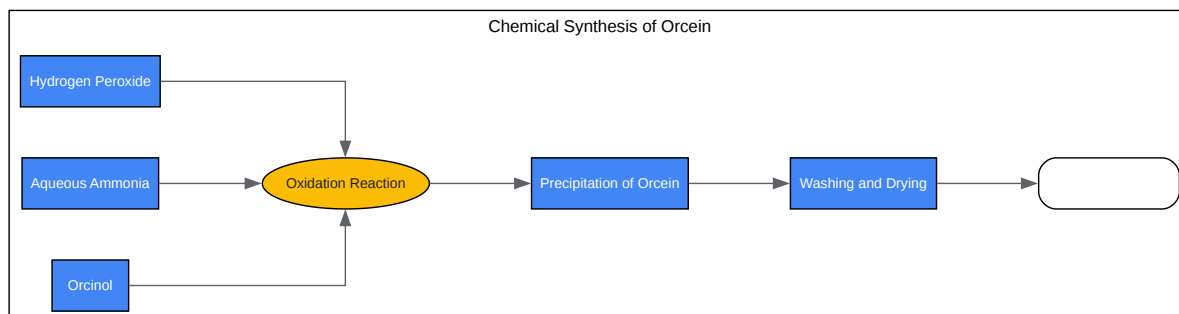 Chemical Synthesis of Orcein
Hydrogen Peroxide
Aqueous Ammonia
Oxidation Reaction
Precipitation of Orcein
Washing and Drying
Orcinol